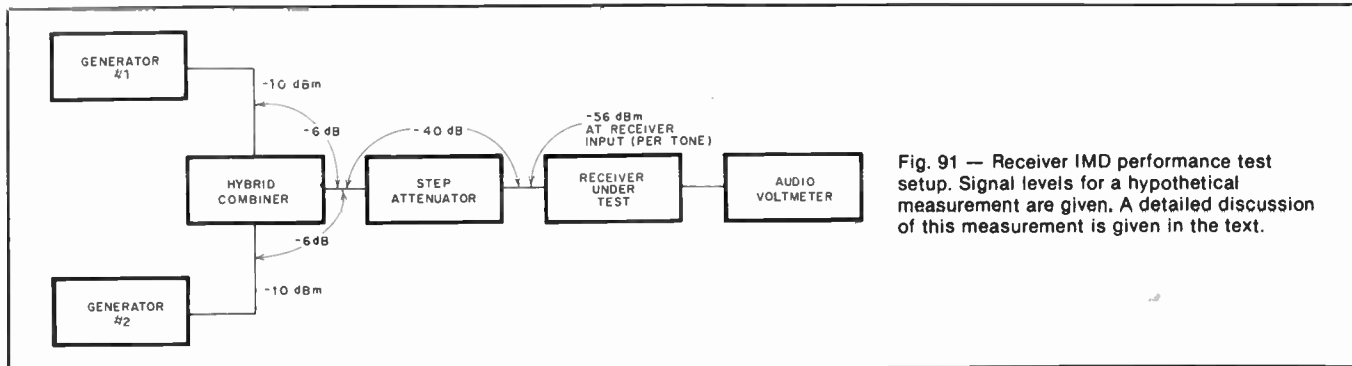 GENERATOR
#1
-10 dBm
-6 dB
-40 dB
-56 dBm
AT RECEIVER
INPUT (PER TONE)
HYBRID
COMBINER
STEP
ATTENUATOR
RECEIVER
UNDER
TEST
AUDIO
VOLTMETER
-6dB
GENERATOR
#2
-10 dBm
Fig. 91 — Receiver IMD performance test
setup. Signal levels for a hypothetical
measurement are given. A detailed discussion
of this measurement is given in the text.